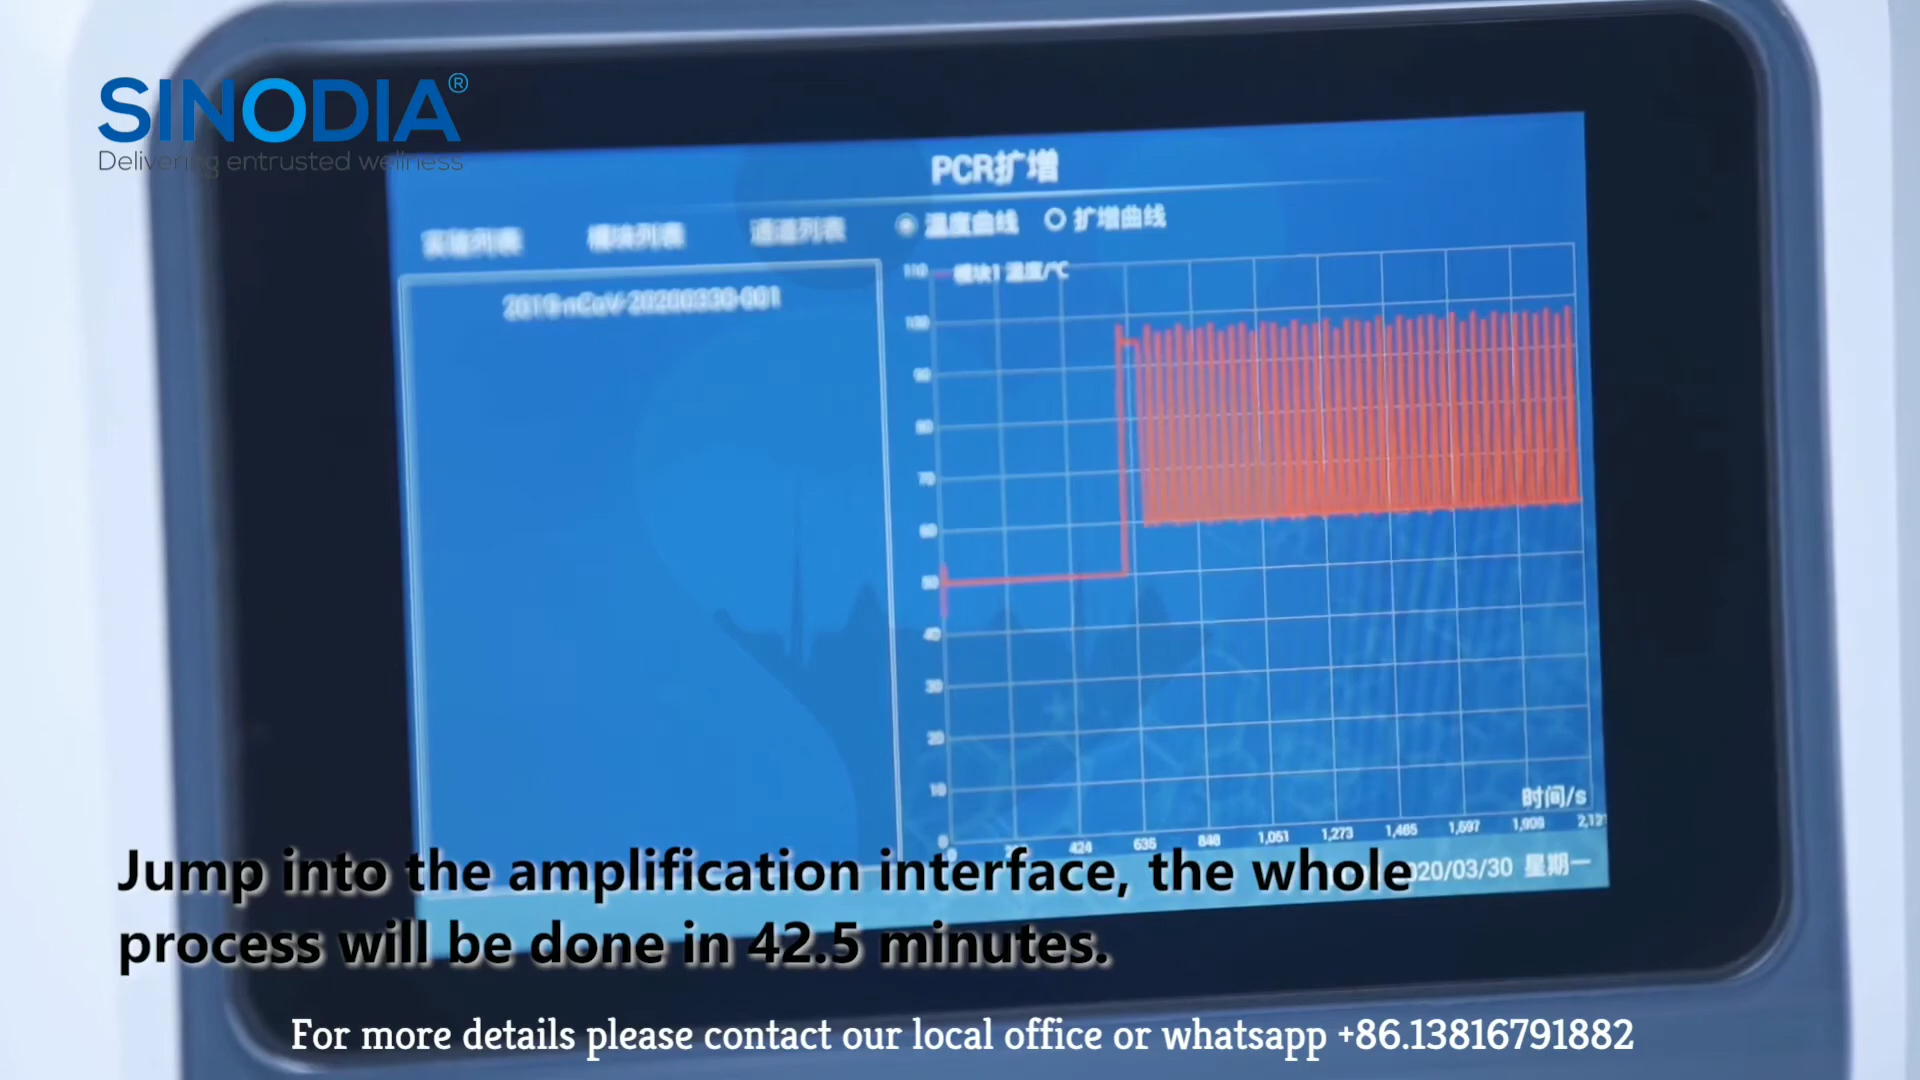 SINODIA®
Delivering entrusted wellness
PCR扩增
实验列表 模块列表 通道列表 温度曲线 扩增曲线
2019-nCoV-20200330-001
模块1 温度/℃
110
100
90
80
70
60
50
40
30
20
10
0
时间/s
0 424 635 848 1,061 1,273 1,485 1,697 1,909
020/03/30 星期一
Jump into the amplification interface, the whole
process will be done in 42.5 minutes.
For more details please contact our local office or whatsapp +86.13816791882